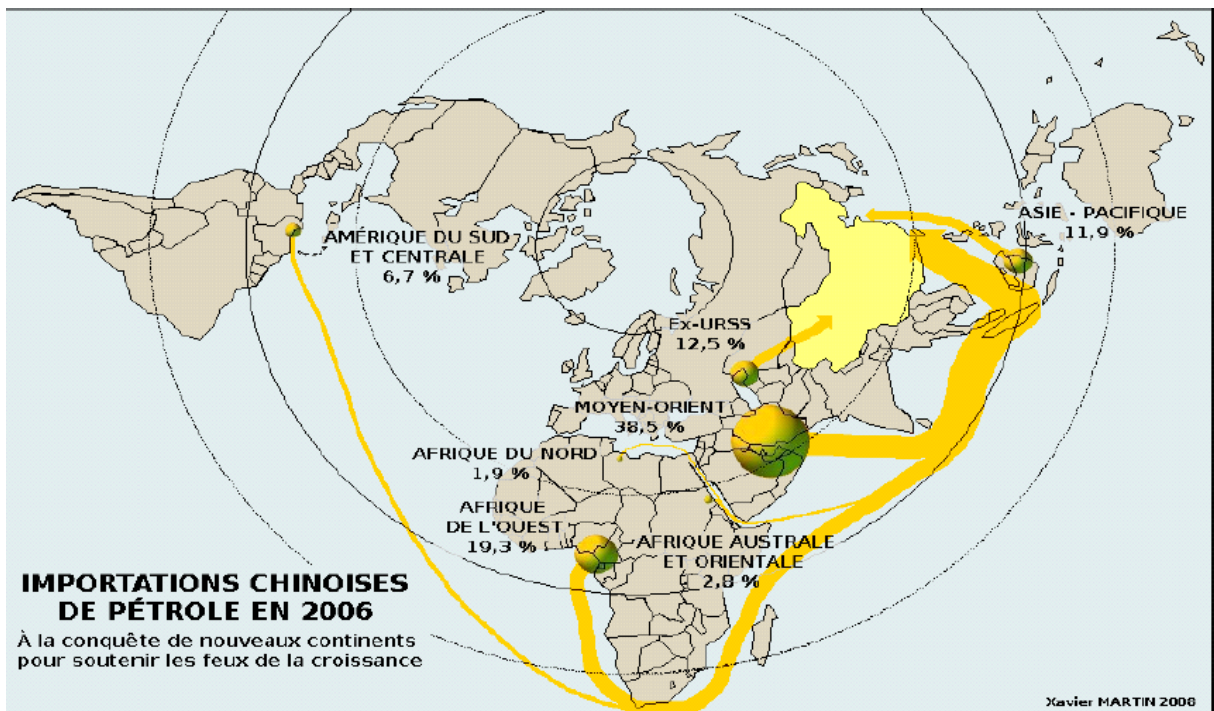 ASIE - PACIFIQUE
11,9 %
AMÉRIQUE DU SUD
ET CENTRALE
6,7 %
Ex-URSS
12,5 %
MOYEN-ORIENT
38,5 %
AFRIQUE DU NORD
1,9 %
AFRIQUE
DE L'OUEST
19,3 %
AFRIQUE AUSTRALE
ET ORIENTALE
2,8 %
IMPORTATIONS CHINOISES
DE PÉTROLE EN 2006
À la conquête de nouveaux continents
pour soutenir les feux de la croissance
Xavier MARTIN 2008